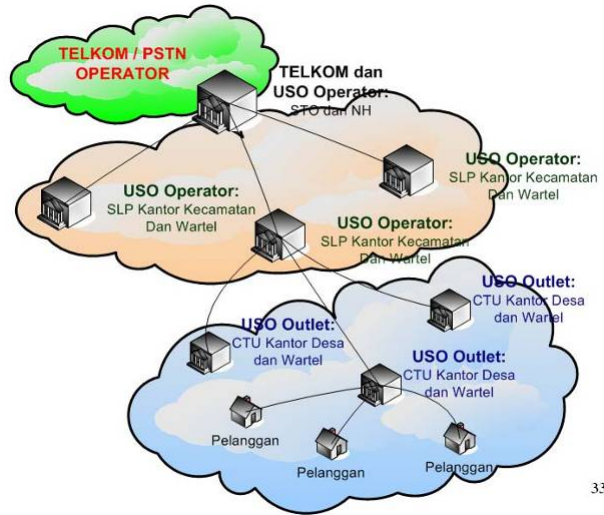 TELKOM / PSTN
OPERATOR
TELKOM dan
USO Operator:
STO dan NH
USO Operator:
SLP Kantor Kecamatan
Dan Wartel
USO Operator:
SLP Kantor Kecamatan
Dan Wartel
USO Operator:
SLP Kantor Kecamatan
Dan Wartel
USO Outlet:
CTU Kantor Desa
dan Wartel
USO Outlet:
CTU Kantor Desa
dan Wartel
USO Outlet:
CTU Kantor Desa
dan Wartel
Pelanggan
Pelanggan
Pelanggan
33